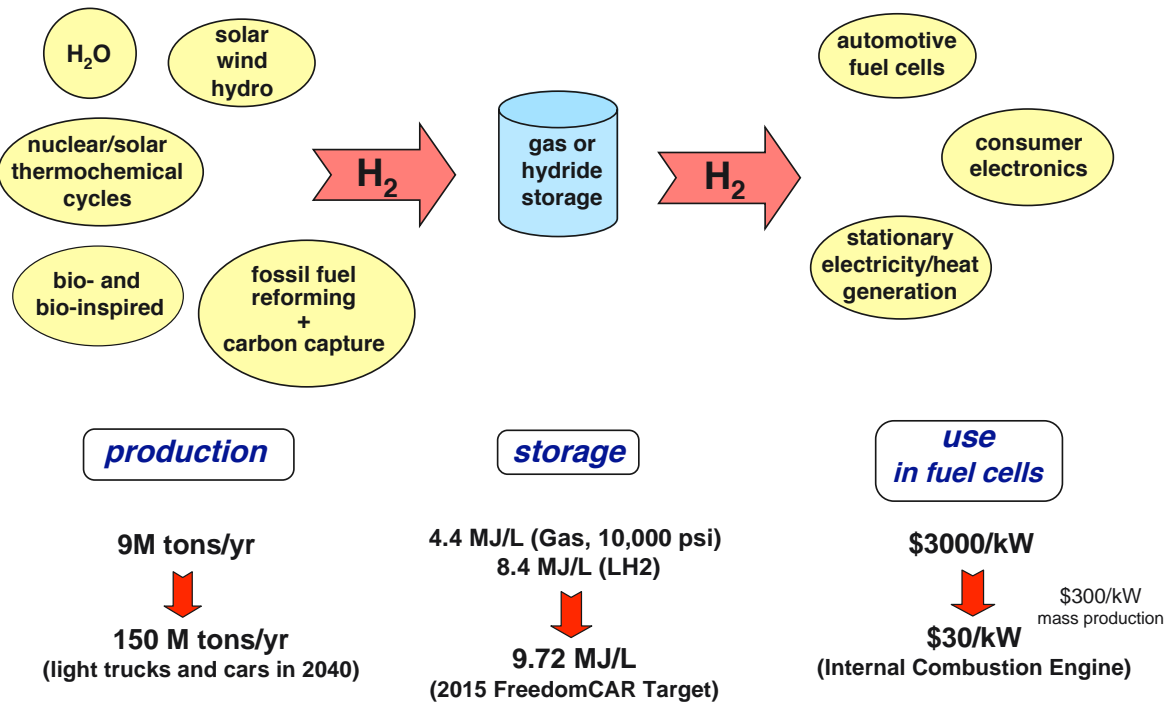 H₂O
solar
wind
hydro
nuclear/solar
thermochemical
cycles
bio- and
bio-inspired
fossil fuel
reforming
+
carbon capture
H₂
gas or
hydride
storage
H₂
automotive
fuel cells
consumer
electronics
stationary
electricity/heat
generation
production
9M tons/yr
150 M tons/yr
(light trucks and cars in 2040)
storage
4.4 MJ/L (Gas, 10,000 psi)
8.4 MJ/L (LH2)
9.72 MJ/L
(2015 FreedomCAR Target)
use
in fuel cells
$3000/kW
$300/kW
mass production
$30/kW
(Internal Combustion Engine)